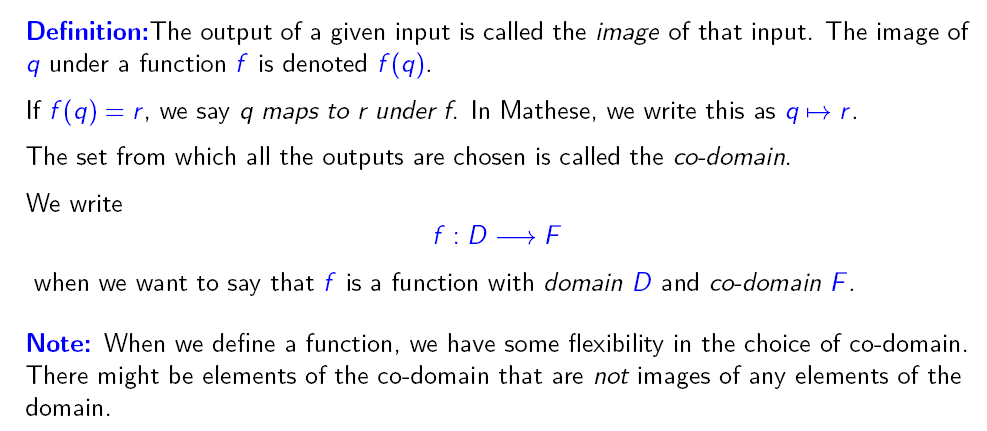 Definition:The output of a given input is called the image of that input. The image of
q under a function f is denoted f(q).
If f(q) = r, we say q maps to r under f. In Mathese, we write this as q ↦ r.
The set from which all the outputs are chosen is called the co-domain.
We write
f : D ⟶ F
when we want to say that f is a function with domain D and co-domain F.
Note: When we define a function, we have some flexibility in the choice of co-domain.
There might be elements of the co-domain that are not images of any elements of the
domain.